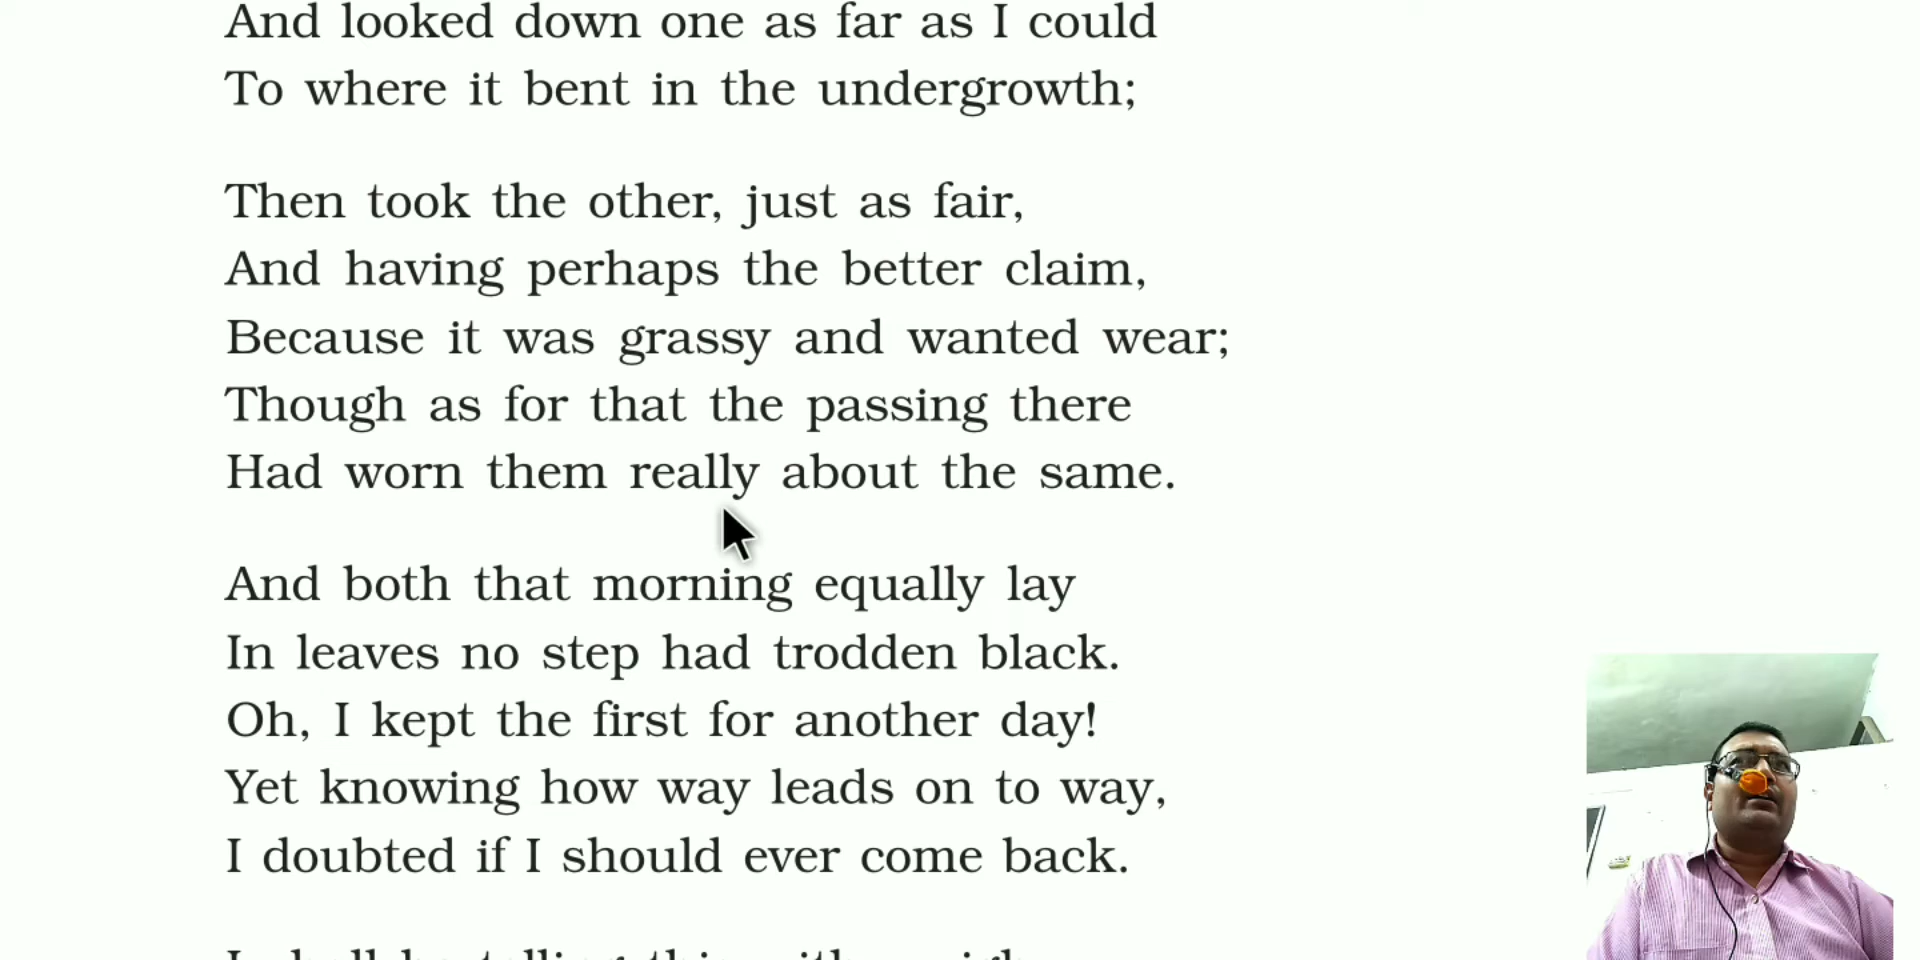 And looked down one as far as I could
To where it bent in the undergrowth;
Then took the other, just as fair,
And having perhaps the better claim,
Because it was grassy and wanted wear;
Though as for that the passing there
Had worn them really about the same.
And both that morning equally lay
In leaves no step had trodden black.
Oh, I kept the first for another day!
Yet knowing how way leads on to way,
I doubted if I should ever come back.